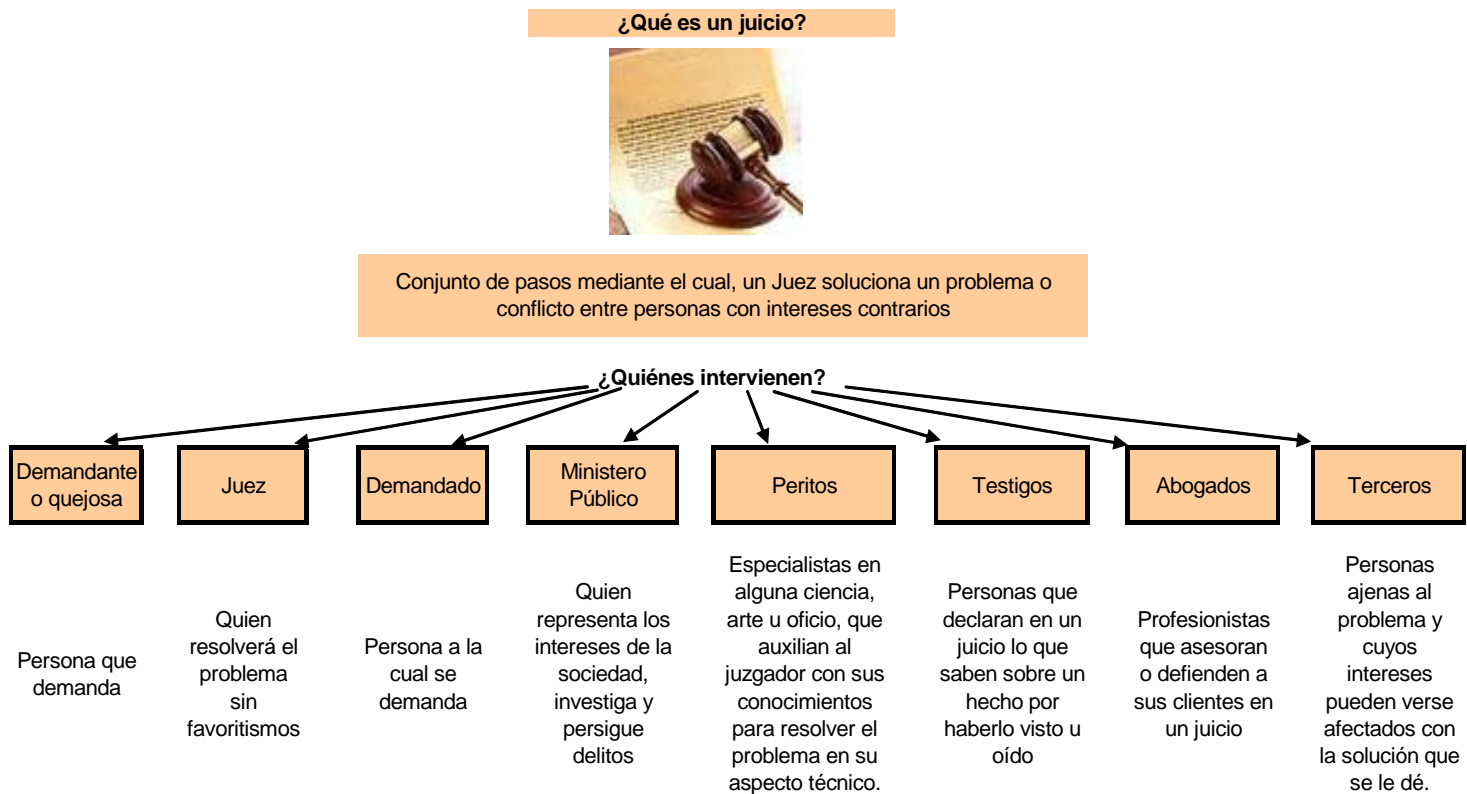 ¿Qué es un juicio?
Conjunto de pasos mediante el cual, un Juez soluciona un problema o
conflicto entre personas con intereses contrarios
¿Quiénes intervienen?
Demandante
o quejosa
Juez
Demandado
Ministero
Público
Peritos
Testigos
Abogados
Terceros
Persona que
demanda
Quien
resolverá el
problema
sin
favoritismos
Persona a la
cual se
demanda
Quien
representa los
intereses de la
sociedad,
investiga y
persigue
delitos
Especialistas en
alguna ciencia,
arte u oficio, que
auxilian al
juzgador con sus
conocimientos
para resolver el
problema en su
aspecto técnico.
Personas que
declaran en un
juicio lo que
saben sobre un
hecho por
haberlo visto u
oído
Profesionistas
que asesoran
o defienden a
sus clientes en
un juicio
Personas
ajenas al
problema y
cuyos
intereses
pueden verse
afectados con
la solución que
se le dé.